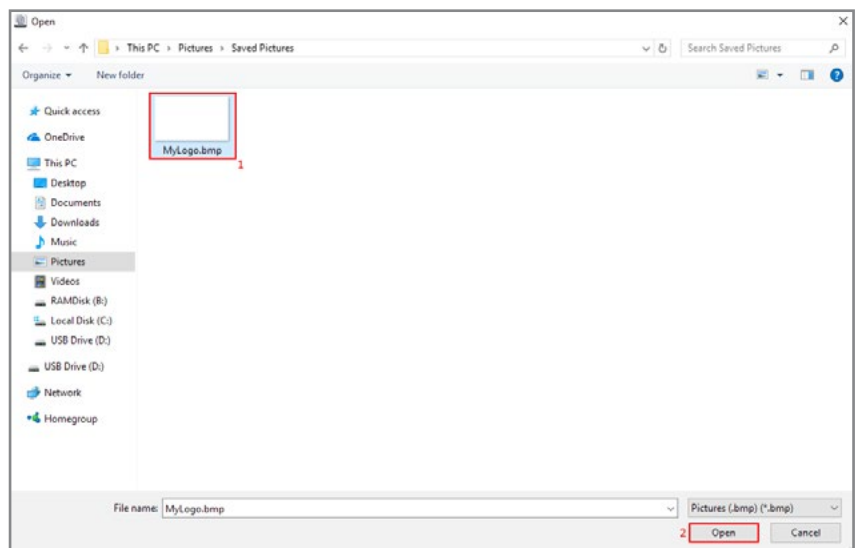 Open
This PC › Pictures › Saved Pictures
Search Saved Pictures
Organize
New folder
Quick access
OneDrive
This PC
Desktop
Documents
Downloads
Music
Pictures
Videos
RAMDisk (B:)
Local Disk (C:)
USB Drive (D:)
USB Drive (D:)
Network
Homegroup
MyLogo.bmp
1
File name: MyLogo.bmp
Pictures (.bmp) (*.bmp)
2 Open Cancel